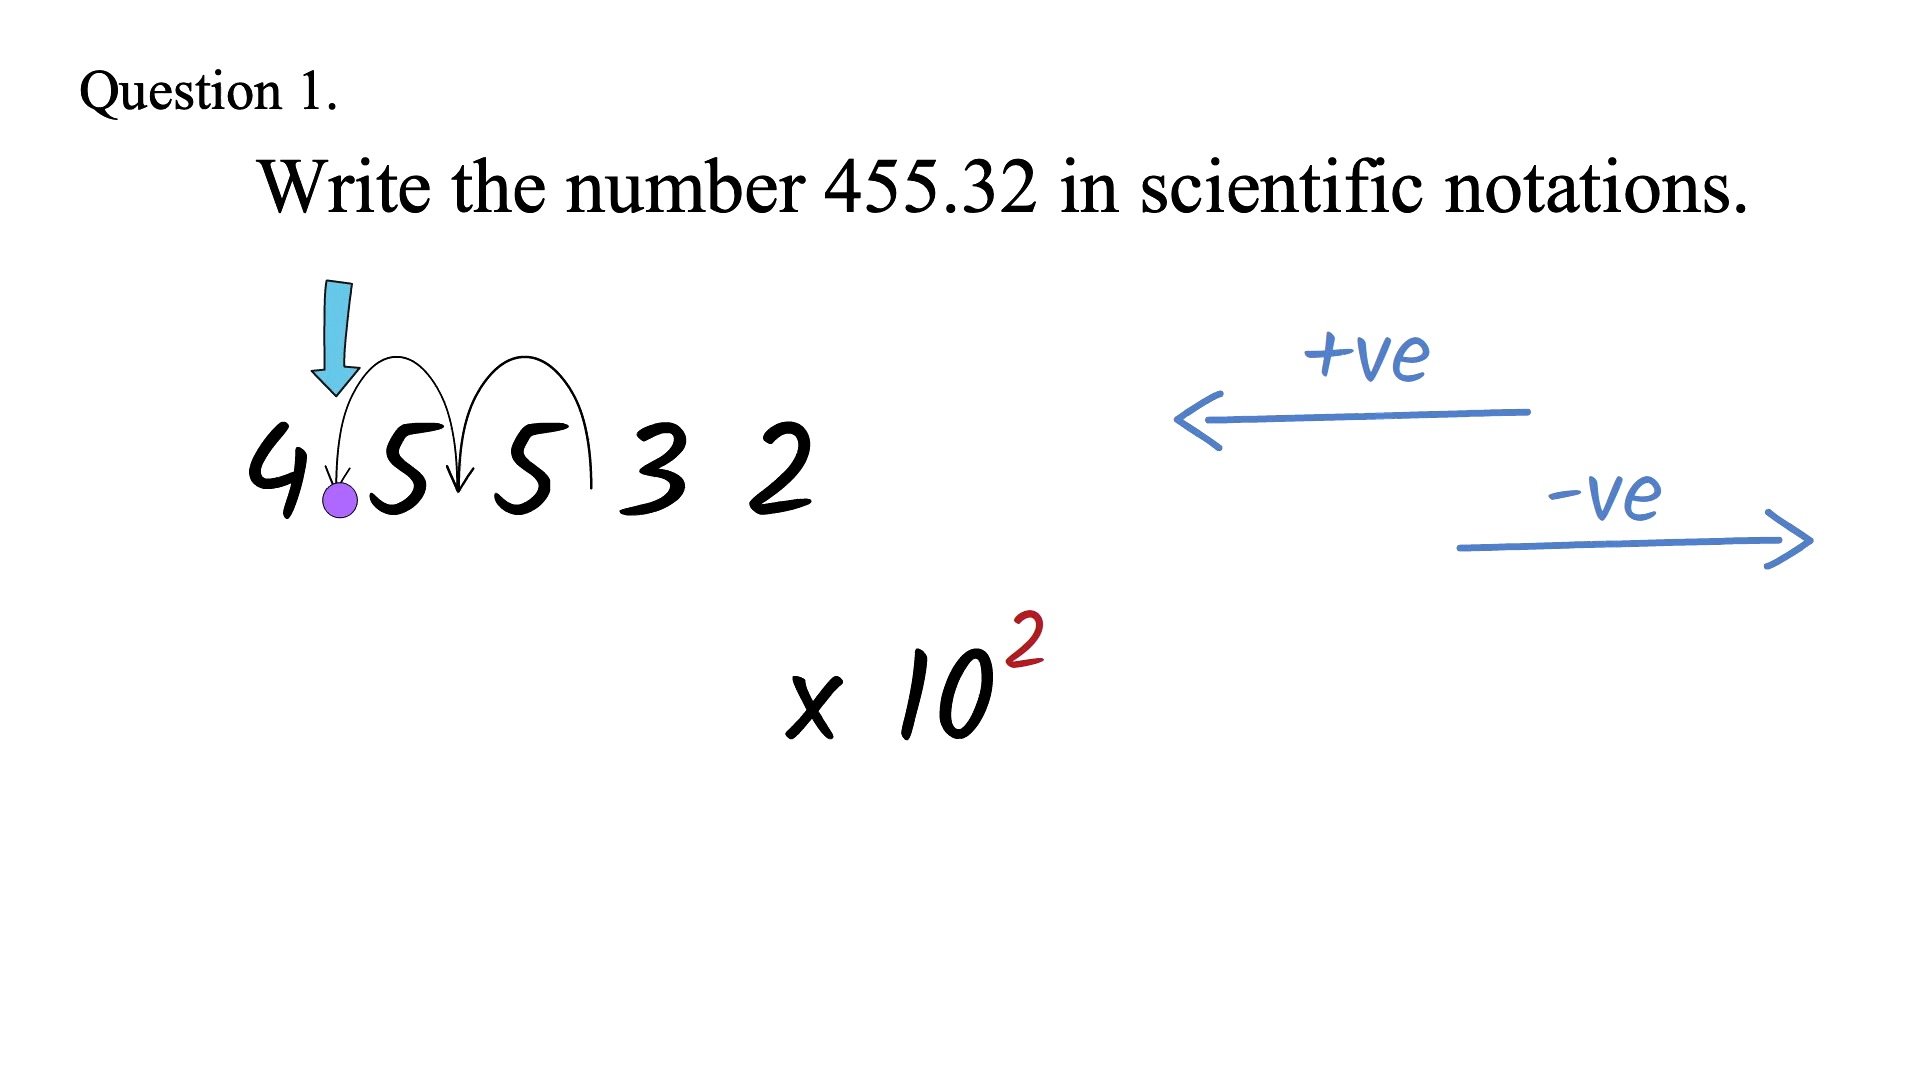 Question 1.
Write the number 455.32 in scientific notations.
+ve
4.5 5 3 2
-ve
x 10²